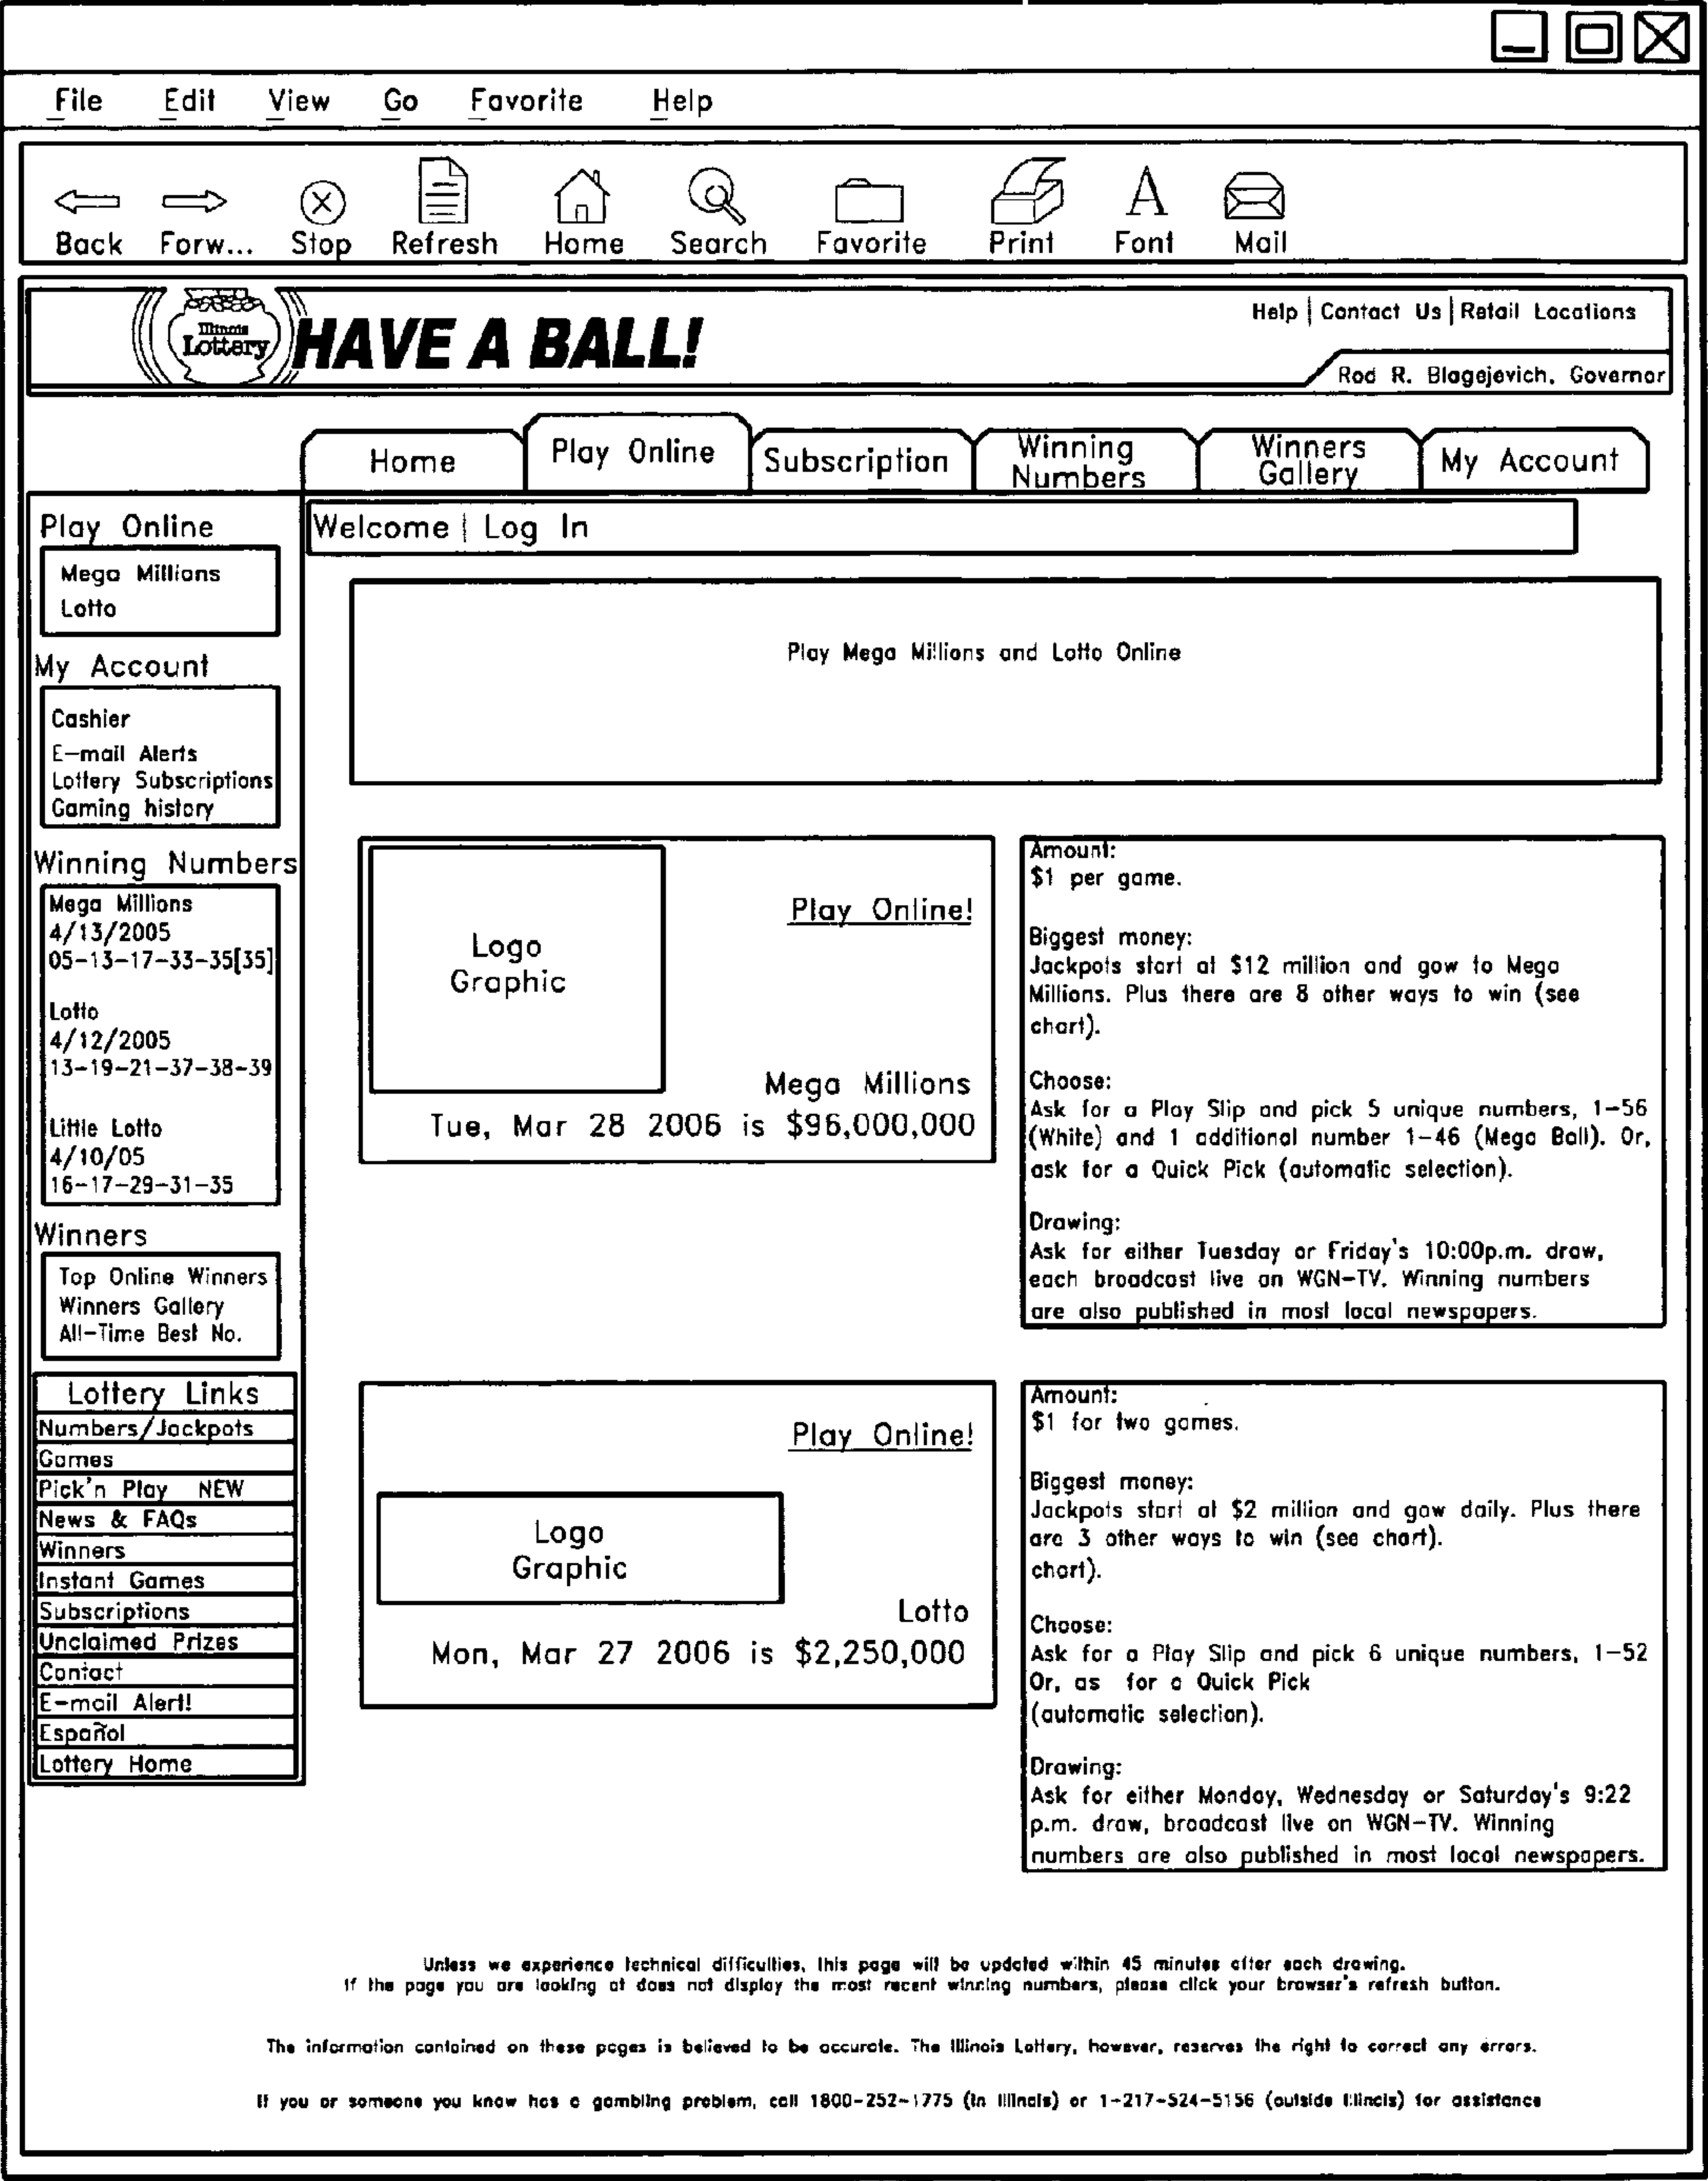 File Edit View Go Favorite Help
Back Forw... Stop Refresh Home Search Favorite Print Font Mail
Illinois
Lottery
HAVE A BALL!
Help | Contact Us | Retail Locations
Rod R. Blagejevich, Governor
Home
Play Online
Subscription
Winning
Numbers
Winners
Gallery
My Account
Welcome | Log In
Play Online
Mega Millians
Lotto
My Account
Cashier
E-mail Alerts
Lottery Subscriptions
Gaming history
Winning Numbers
Mega Millions
4/13/2005
05-13-17-33-35[35]
Lotto
4/12/2005
13-19-21-37-38-39
Little Lotto
4/10/05
16-17-29-31-35
Winners
Top Online Winners
Winners Gallery
All-Time Best No.
Lottery Links
Numbers/Jackpots
Games
Pick'n Play NEW
News & FAQs
Winners
Instant Games
Subscriptions
Unclaimed Prizes
Contact
E-mail Alert!
Español
Lottery Home
Play Mega Millions and Lotto Online
Logo
Graphic
Play Online!
Mega Millions
Tue, Mar 28 2006 is $96,000,000
Amount:
$1 per game.
Biggest money:
Jackpots start at $12 million and gow to Mega
Millions. Plus there are 8 other ways to win (see
chart).
Choose:
Ask for a Play Slip and pick 5 unique numbers, 1-56
(White) and 1 additional number 1-46 (Mega Ball). Or,
ask for a Quick Pick (automatic selection).
Drawing:
Ask for either Tuesday or Friday's 10:00p.m. draw,
each broadcast live on WGN-TV. Winning numbers
are also published in most local newspapers.
Play Online!
Logo
Graphic
Lotto
Mon, Mar 27 2006 is $2,250,000
Amount:
$1 for two games.
Biggest money:
Jackpots start at $2 million and gow daily. Plus there
are 3 other ways to win (see chart).
chart).
Choose:
Ask for a Play Slip and pick 6 unique numbers, 1-52
Or, as for a Quick Pick
(automatic selection).
Drawing:
Ask for either Monday, Wednesday or Saturday's 9:22
p.m. draw, broadcast live on WGN-TV. Winning
numbers are also published in most local newspapers.
Unless we experience technical difficulties, this page will be updated within 45 minutes after each drawing.
If the page you are looking at does not display the most recent winning numbers, please click your browser's refresh button.
The information contained on these pages is believed to be accurate. The Illinois Lottery, however, reserves the right to correct any errors.
If you or someone you know has a gambling problem, call 1800-252-1775 (in Illinois) or 1-217-524-5156 (outside Illinois) for assistance